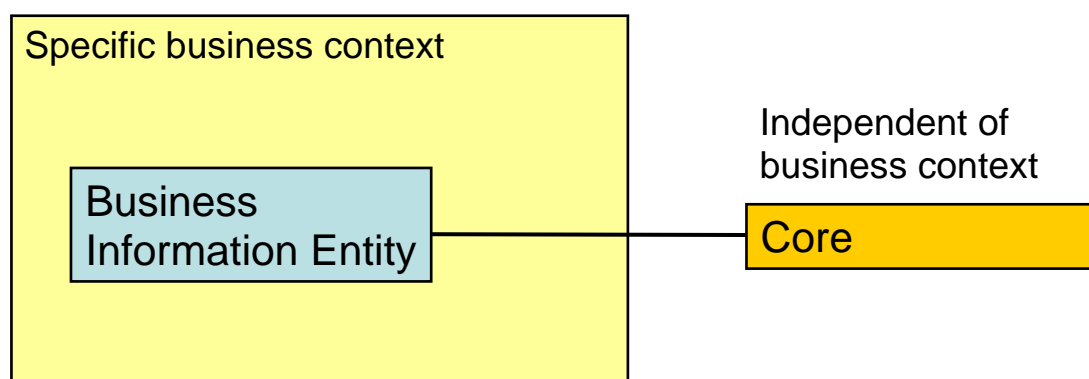 Specific business context
Independent of
business context
Business
Information Entity
Core